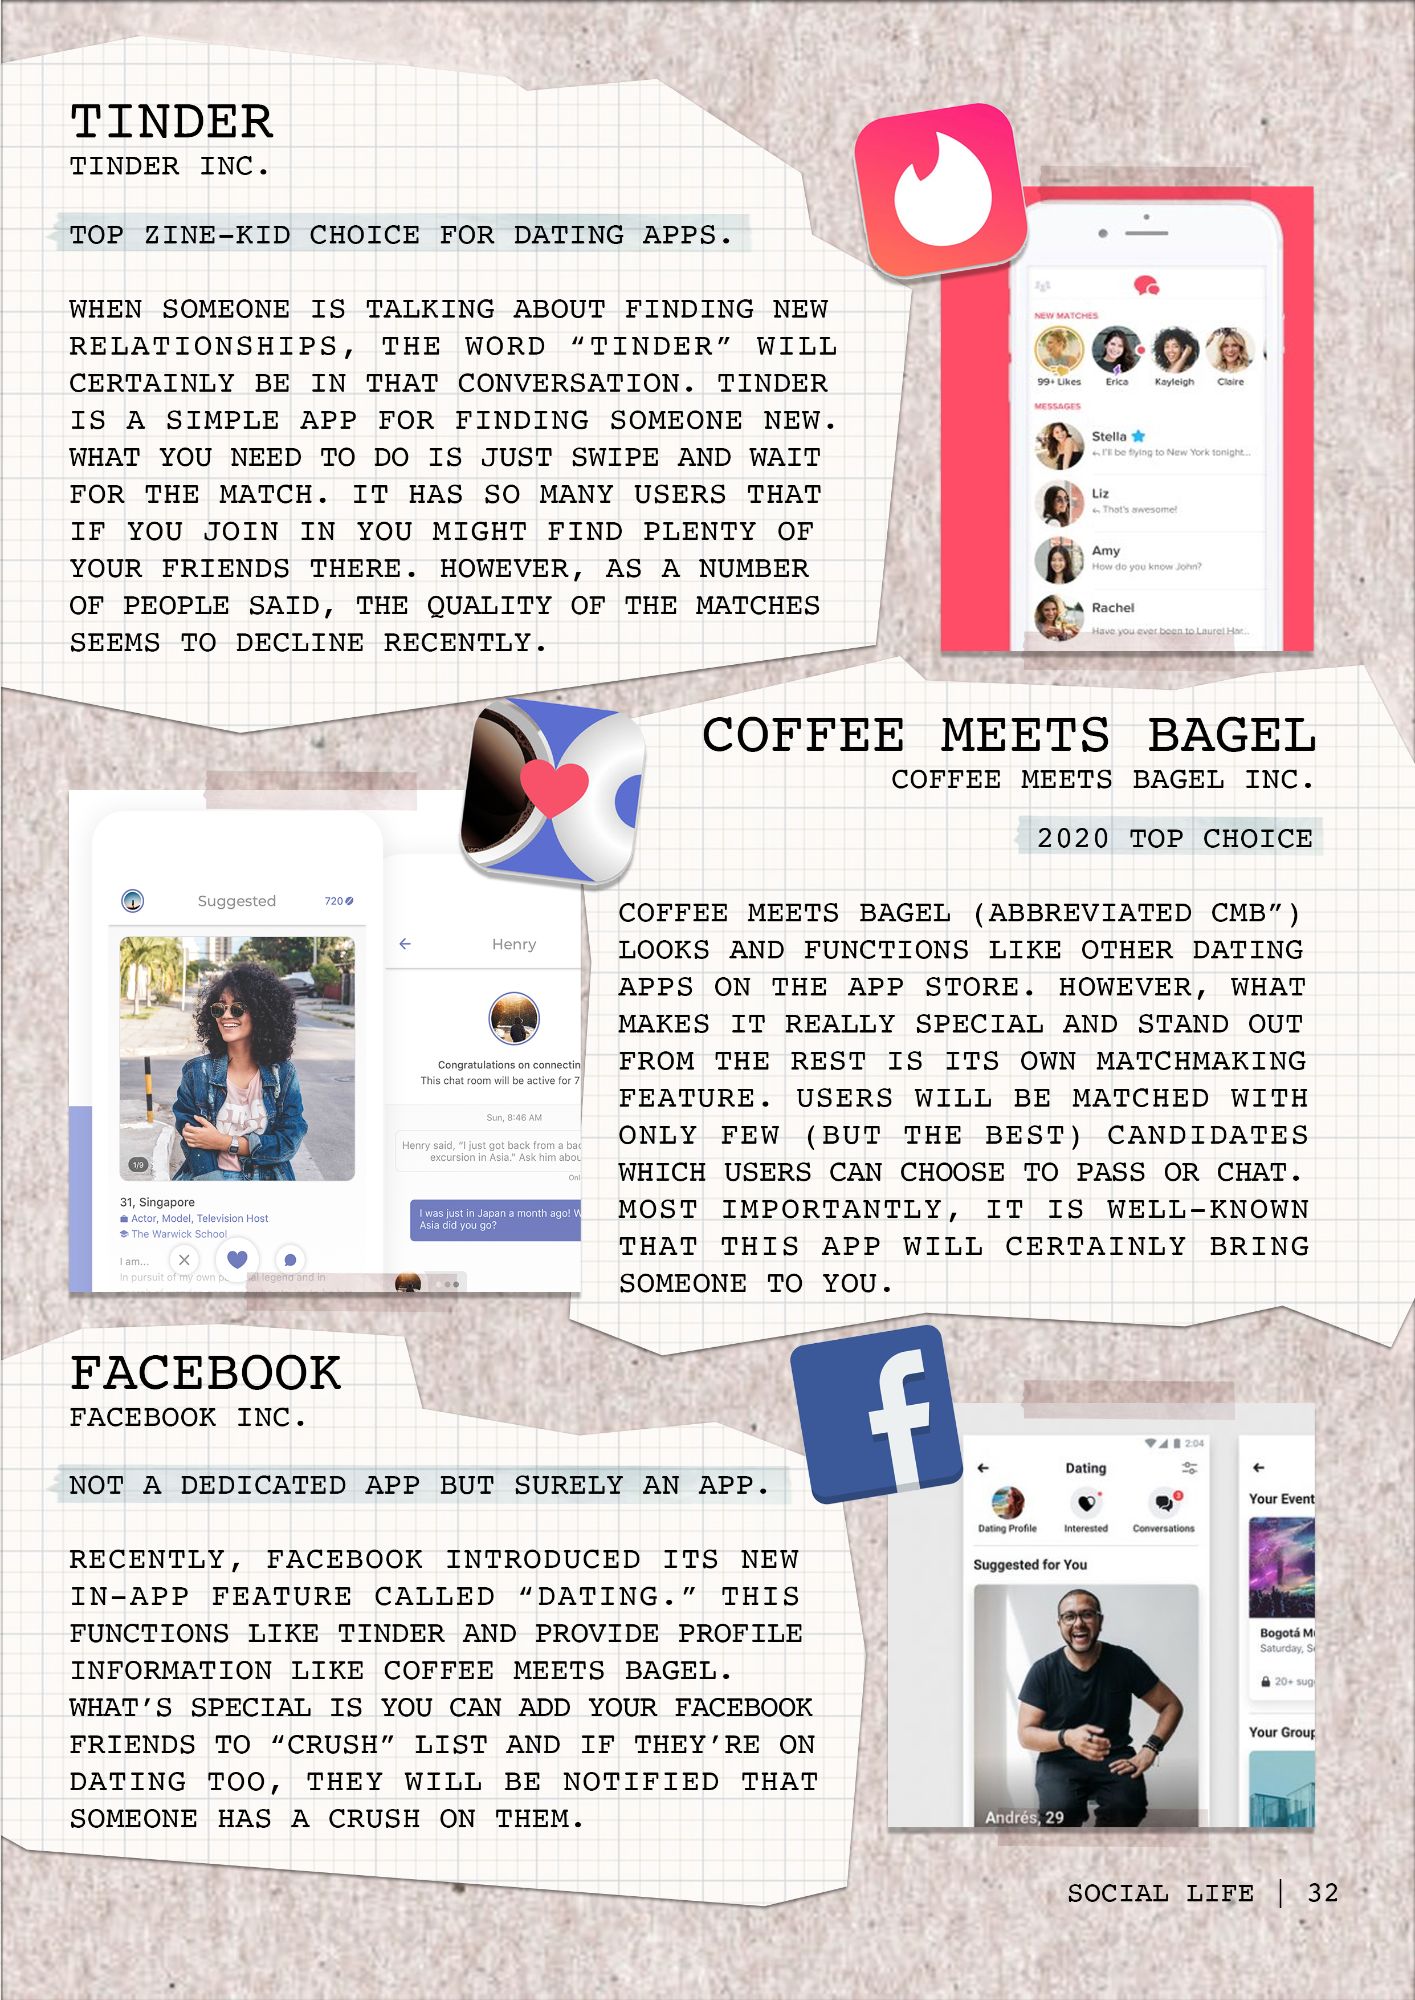 TINDER
TINDER INC.
TOP ZINE-KID CHOICE FOR DATING APPS.
WHEN SOMEONE IS TALKING ABOUT FINDING NEW
RELATIONSHIPS, THE WORD “TINDER” WILL
CERTAINLY BE IN THAT CONVERSATION. TINDER
IS A SIMPLE APP FOR FINDING SOMEONE NEW.
WHAT YOU NEED TO DO IS JUST SWIPE AND WAIT
FOR THE MATCH. IT HAS SO MANY USERS THAT
IF YOU JOIN IN YOU MIGHT FIND PLENTY OF
YOUR FRIENDS THERE. HOWEVER, AS A NUMBER
OF PEOPLE SAID, THE QUALITY OF THE MATCHES
SEEMS TO DECLINE RECENTLY.
NEW MATCHES
99+ Likes Erica Kayleigh Claire
MESSAGES
Stella
I'll be flying to New York tonight...
Liz
That's awesome!
Amy
How do you know John?
Rachel
Have you ever been to Laurel Har...
COFFEE MEETS BAGEL
COFFEE MEETS BAGEL INC.
2020 TOP CHOICE
COFFEE MEETS BAGEL (ABBREVIATED CMB”)
LOOKS AND FUNCTIONS LIKE OTHER DATING
APPS ON THE APP STORE. HOWEVER, WHAT
MAKES IT REALLY SPECIAL AND STAND OUT
FROM THE REST IS ITS OWN MATCHMAKING
FEATURE. USERS WILL BE MATCHED WITH
ONLY FEW (BUT THE BEST) CANDIDATES
WHICH USERS CAN CHOOSE TO PASS OR CHAT.
MOST IMPORTANTLY, IT IS WELL-KNOWN
THAT THIS APP WILL CERTAINLY BRING
SOMEONE TO YOU.
Suggested 720
1/9
31, Singapore
Actor, Model, Television Host
The Warwick School
I am...
In pursuit of my own legend and in
Henry
Congratulations on connectin
This chat room will be active for 7
Sun, 8:46 AM
Henry said, "I just got back from a bac
excursion in Asia." Ask him abou
Onl
I was just in Japan a month ago! W
Asia did you go?
FACEBOOK
FACEBOOK INC.
NOT A DEDICATED APP BUT SURELY AN APP.
RECENTLY, FACEBOOK INTRODUCED ITS NEW
IN-APP FEATURE CALLED “DATING.” THIS
FUNCTIONS LIKE TINDER AND PROVIDE PROFILE
INFORMATION LIKE COFFEE MEETS BAGEL.
WHAT’S SPECIAL IS YOU CAN ADD YOUR FACEBOOK
FRIENDS TO “CRUSH” LIST AND IF THEY’RE ON
DATING TOO, THEY WILL BE NOTIFIED THAT
SOMEONE HAS A CRUSH ON THEM.
f
2:04
Dating
3
Dating Profile Interested Conversations
Suggested for You
Andrés, 29
Your Event
Bogotá M
Saturday, S
20+ sug
Your Group
SOCIAL LIFE | 32